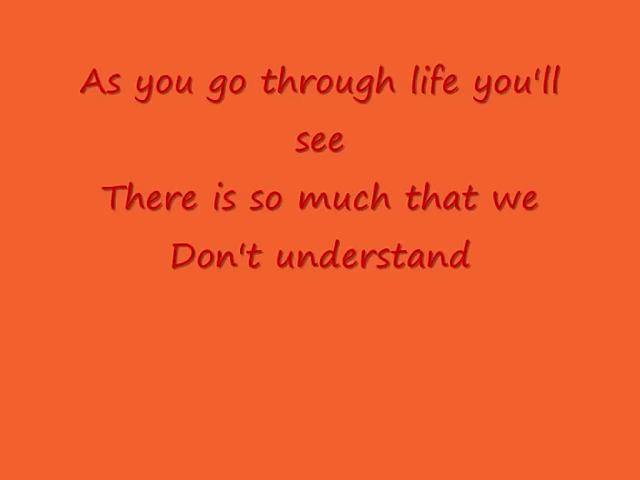 As you go through life you'll
see
There is so much that we
Don't understand